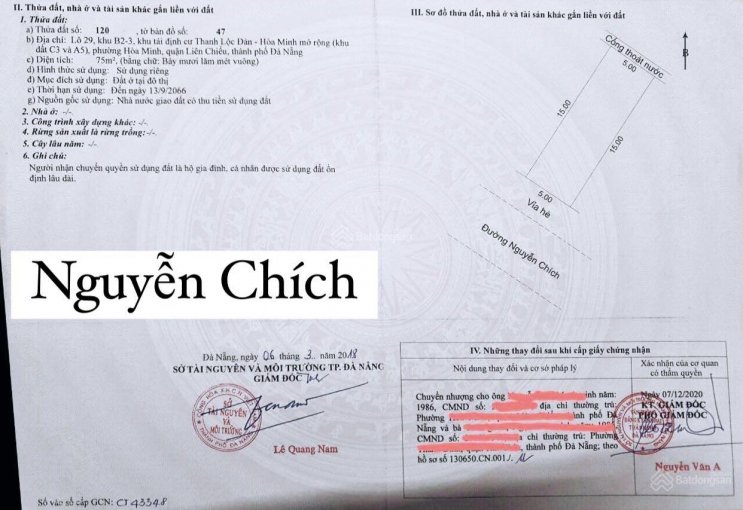 II. Thửa đất, nhà ở và tài sản khác gắn liền với đất
1. Thửa đất:
a) Thửa đất số: 120 , tờ bản đồ số: 47
b) Địa chỉ: Lô 29, khu B2-3, khu tái định cư Thanh Lộc Đán - Hòa Minh mở rộng (khu
đất C3 và A5), phường Hòa Minh, quận Liên Chiểu, thành phố Đà Nẵng
c) Diện tích: 75m², (bằng chữ: Bảy mươi lăm mét vuông)
d) Hình thức sử dụng: Sử dụng riêng
đ) Mục đích sử dụng: Đất ở tại đô thị
e) Thời hạn sử dụng: Đến ngày 13/9/2066
g) Nguồn gốc sử dụng: Nhà nước giao đất có thu tiền sử dụng đất
2. Nhà ở: -/-
3. Công trình xây dựng khác: -/-
4. Rừng sản xuất là rừng trồng:-/-
5. Cây lâu năm: -/-
6. Ghi chú:
Người nhận chuyển quyền sử dụng đất là hộ gia đình, cá nhân được sử dụng đất ổn
định lâu dài.
Nguyễn Chích
Đà Nẵng, ngày 06 tháng 3 năm 2018
SỞ TÀI NGUYÊN VÀ MÔI TRƯỜNG TP. ĐÀ NẴNG
GIÁM ĐỐC
SỞ
TÀI NGUYÊN
VÀ
MÔI TRƯỜNG
THÀNH PHỐ ĐÀ NẴNG
Lê Quang Nam
Số vào sổ cấp GCN: CT 43348
III. Sơ đồ thửa đất, nhà ở và tài sản khác gắn liền với đất
B
Cống thoát nước
5.00
15.00
15.00
5.00
Vỉa hè
Đường Nguyễn Chích
IV. Những thay đổi sau khi cấp giấy chứng nhận
Nội dung thay đổi và cơ sở pháp lý
Xác nhận của cơ quan
có thẩm quyền
Chuyển nhượng cho ông sinh năm:
1986, CMND số: địa chỉ thường trú:
Phường thành phố Đà
Nẵng và bà
CMND số: địa chỉ thường trú: Phường
thành phố Đà Nẵng; theo
hồ sơ số 130650.CN.001./.
Ngày 07/12/2020
KT.GIÁM ĐỐC
PHÓ GIÁM ĐỐC
Nguyễn Văn A
Batdongsan